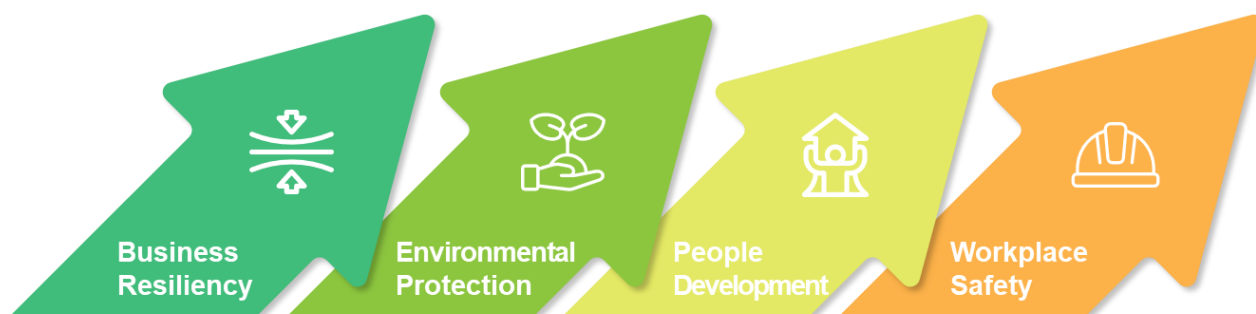 Business
Resiliency
Environmental
Protection
People
Development
Workplace
Safety